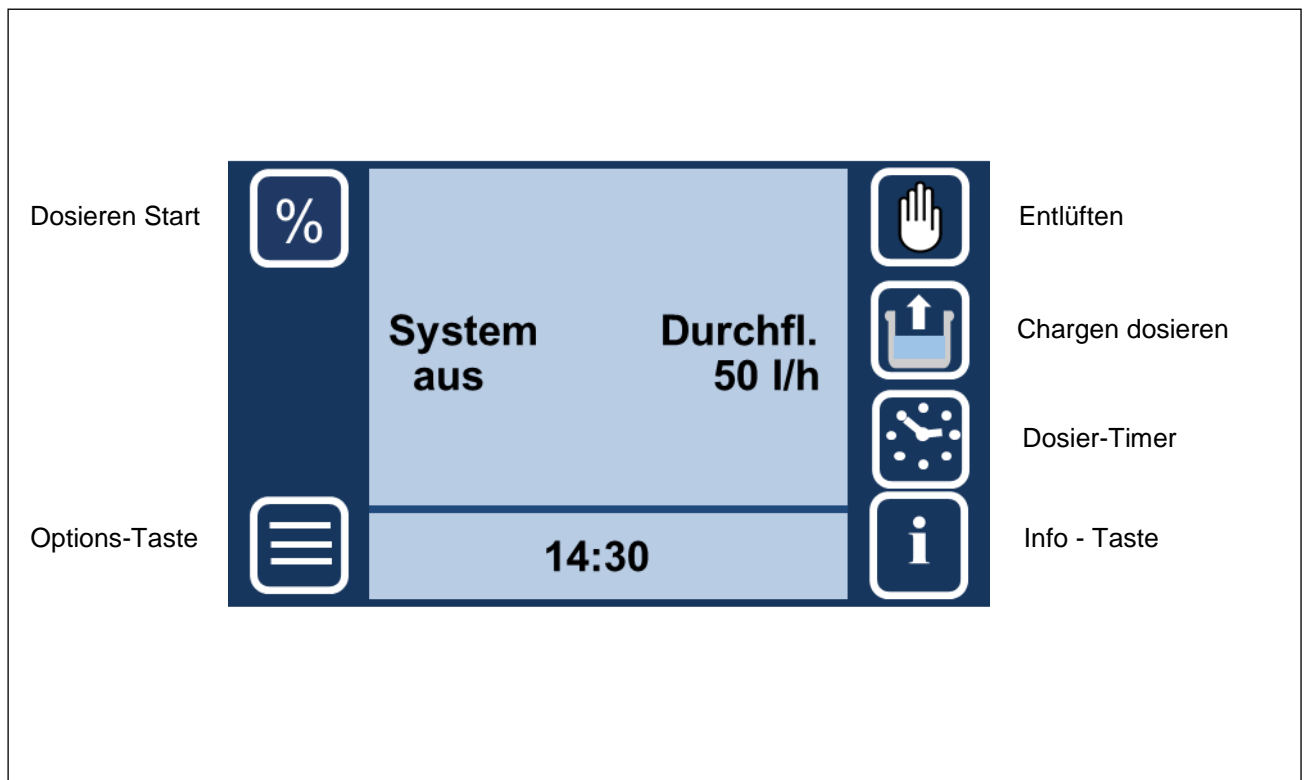 Dosieren Start
%
Entlüften
System Durchfl.
aus 50 l/h
Chargen dosieren
Dosier-Timer
Options-Taste
14:30
i
Info - Taste